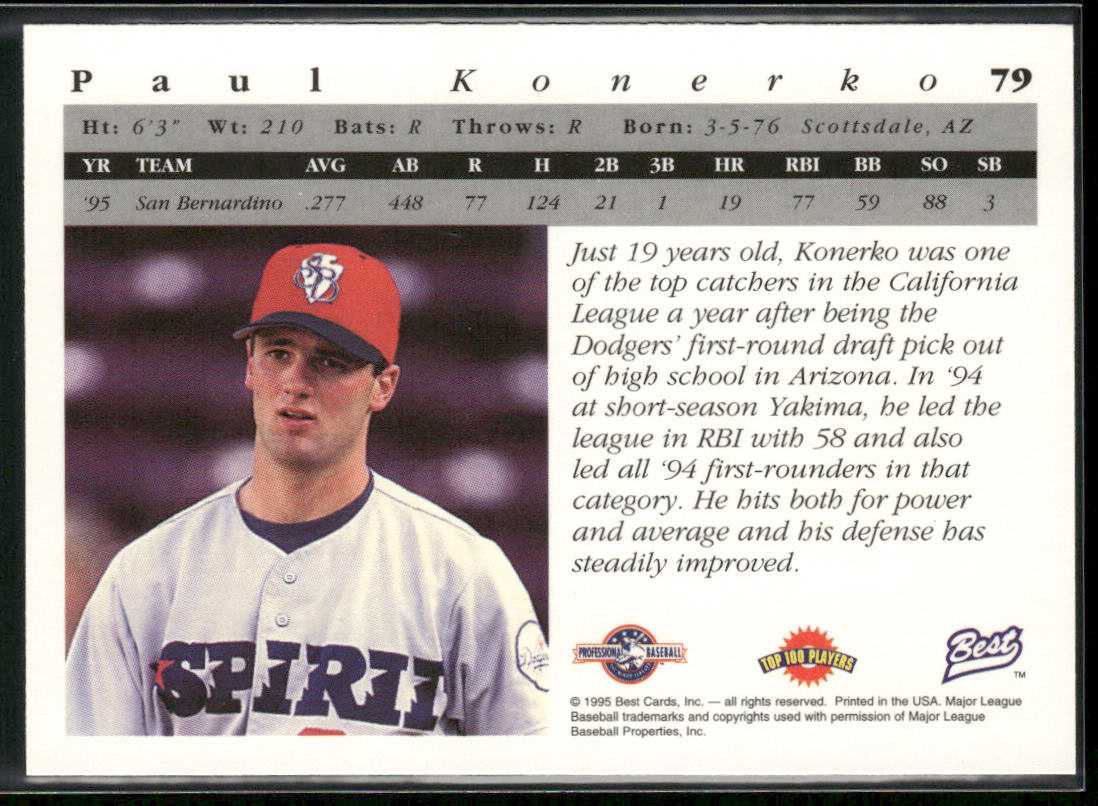 Paul Konerko 79
Ht: 6'3" Wt: 210 Bats: R Throws: R Born: 3-5-76 Scottsdale, AZ
YR TEAM AVG AB R H 2B 3B HR RBI BB SO SB
'95 San Bernardino .277 448 77 124 21 1 19 77 59 88 3
Just 19 years old, Konerko was one
of the top catchers in the California
League a year after being the
Dodgers' first-round draft pick out
of high school in Arizona. In '94
at short-season Yakima, he led the
league in RBI with 58 and also
led all '94 first-rounders in that
category. He hits both for power
and average and his defense has
steadily improved.
SB
SPIRIT
Dodgers
PROFESSIONAL BASEBALL
TOP 100 PLAYERS
Best
TM
© 1995 Best Cards, Inc. — all rights reserved. Printed in the USA. Major League
Baseball trademarks and copyrights used with permission of Major League
Baseball Properties, Inc.